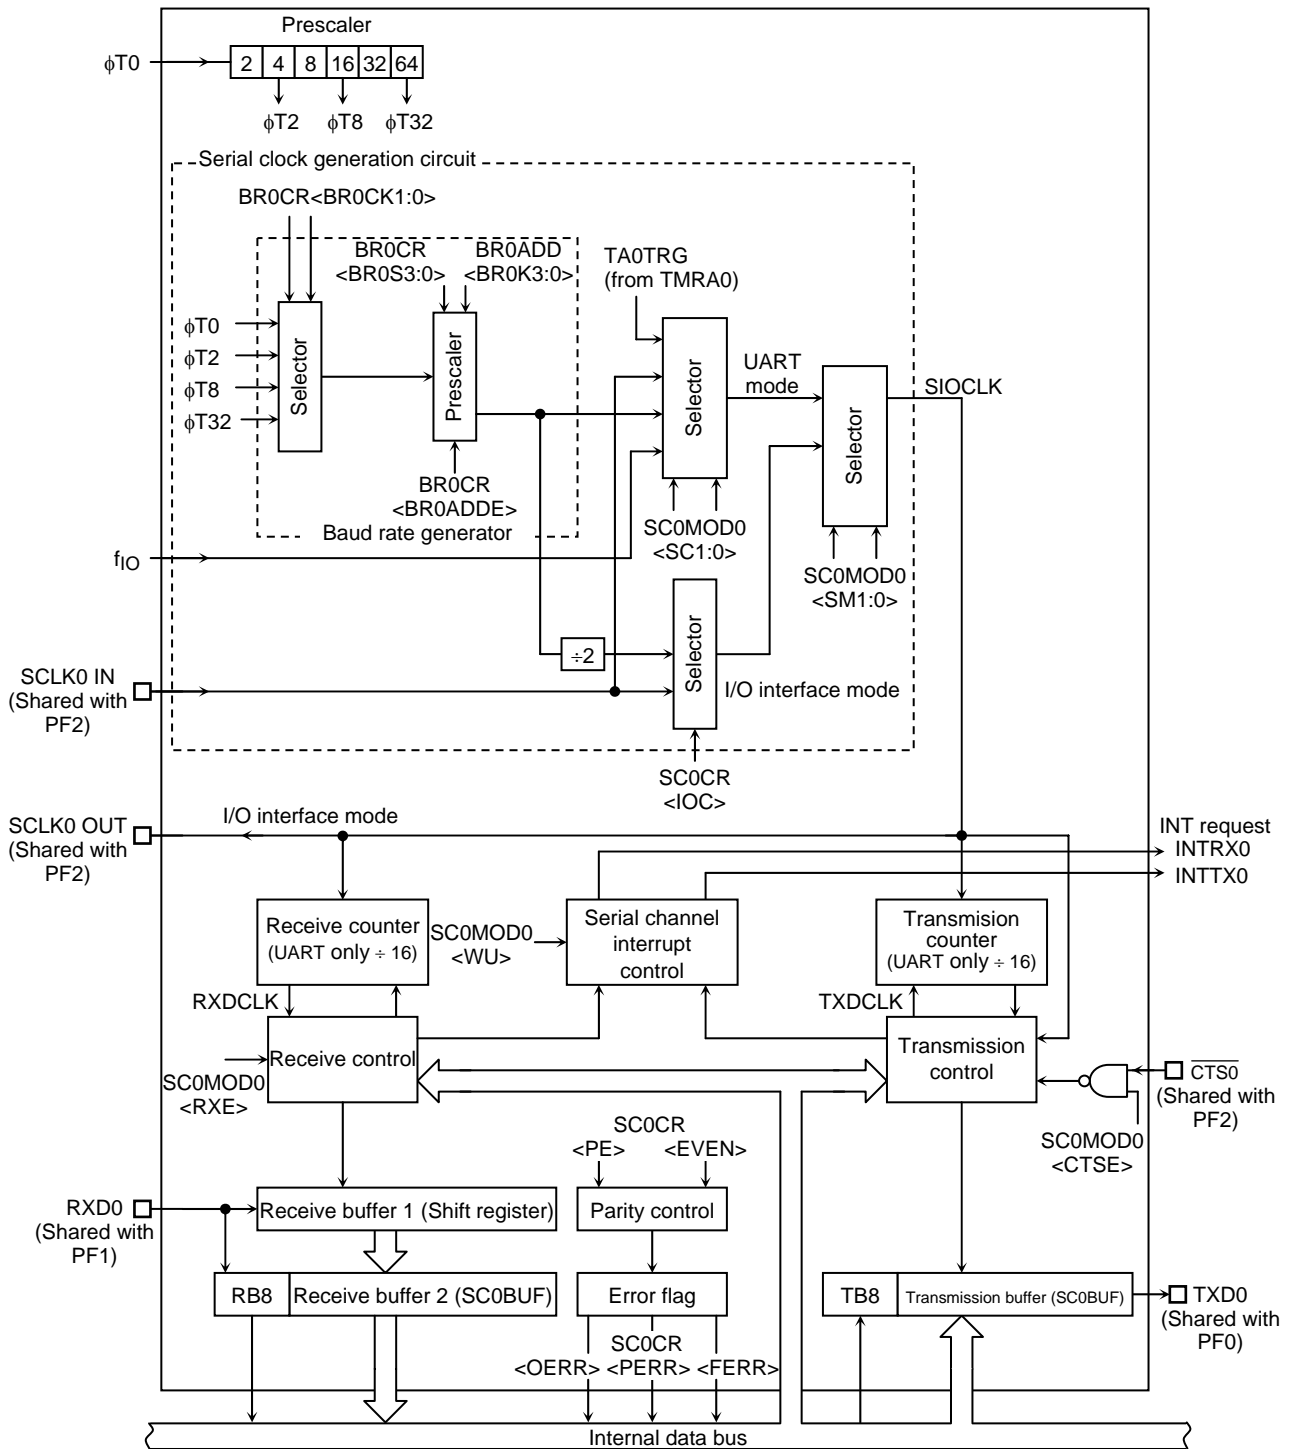 Prescaler
ϕT0
2 4 8 16 32 64
ϕT2 ϕT8 ϕT32
Serial clock generation circuit
BR0CR<BR0CK1:0>
BR0CR
<BR0S3:0>
BR0ADD
<BR0K3:0>
TA0TRG
(from TMRA0)
ϕT0
ϕT2
ϕT8
ϕT32
Selector
Prescaler
Selector
UART
mode
Selector
SIOCLK
BR0CR
<BR0ADDE>
Baud rate generator
SC0MOD0
<SC1:0>
fIO
SC0MOD0
<SM1:0>
÷2
Selector
I/O interface mode
SCLK0 IN
(Shared with
PF2)
SC0CR
<IOC>
SCLK0 OUT
(Shared with
PF2)
I/O interface mode
INT request
INTRX0
INTTX0
Receive counter
(UART only ÷ 16)
SC0MOD0
<WU>
Serial channel
interrupt
control
Transmision
counter
(UART only ÷ 16)
RXDCLK
TXDCLK
Receive control
SC0MOD0
<RXE>
Transmission
control
CTS0
(Shared with
PF2)
SC0MOD0
<CTSE>
SC0CR
<PE> <EVEN>
RXD0
(Shared with
PF1)
Receive buffer 1 (Shift register)
Parity control
RB8 Receive buffer 2 (SC0BUF)
Error flag
TB8 Transmission buffer (SC0BUF)
TXD0
(Shared with
PF0)
SC0CR
<OERR> <PERR> <FERR>
Internal data bus